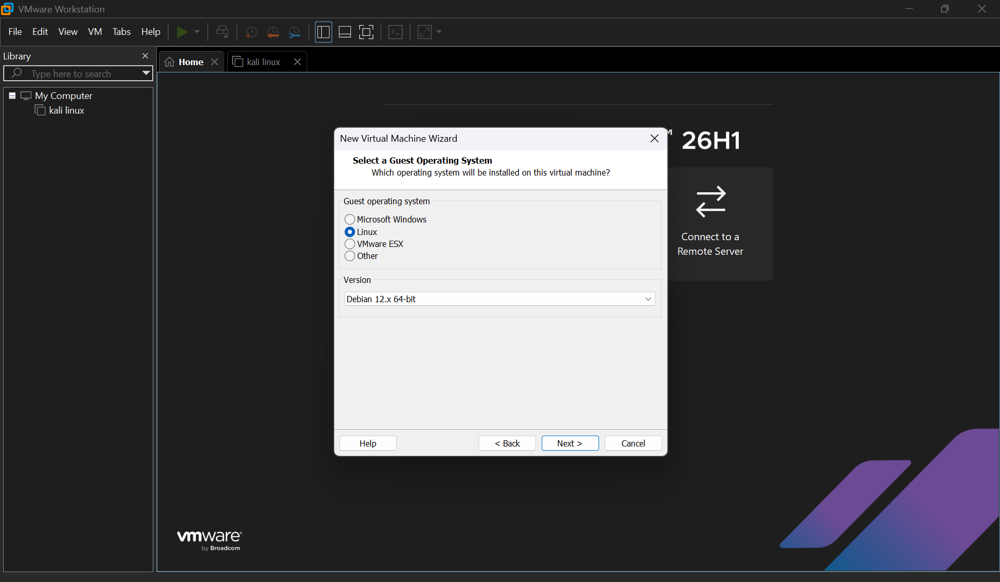 VMware Workstation
File Edit View VM Tabs Help
Library
Type here to search
My Computer
kali linux
Home
kali linux
26H1
Connect to a
Remote Server
New Virtual Machine Wizard
Select a Guest Operating System
Which operating system will be installed on this virtual machine?
Guest operating system
Microsoft Windows
Linux
VMware ESX
Other
Version
Debian 12.x 64-bit
Help < Back Next > Cancel
vmware®
by Broadcom